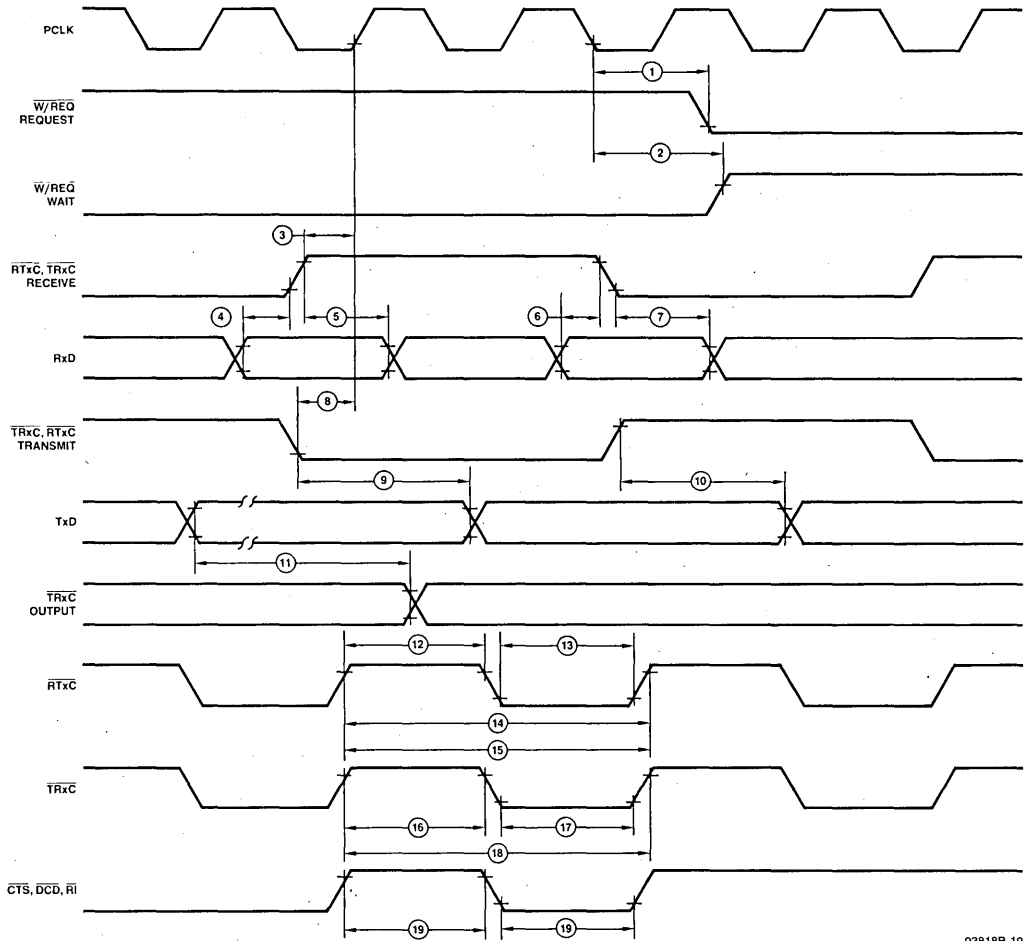 PCLK
1
W/REQ
REQUEST
2
W/REQ
WAIT
3
RTxC, TRxC
RECEIVE
4
5
6
7
RxD
8
TRxC, RTxC
TRANSMIT
9
10
TxD
11
TRxC
OUTPUT
12
13
RTxC
14
15
TRxC
16
17
18
CTS, DCD, RI
19
19
03818B-10